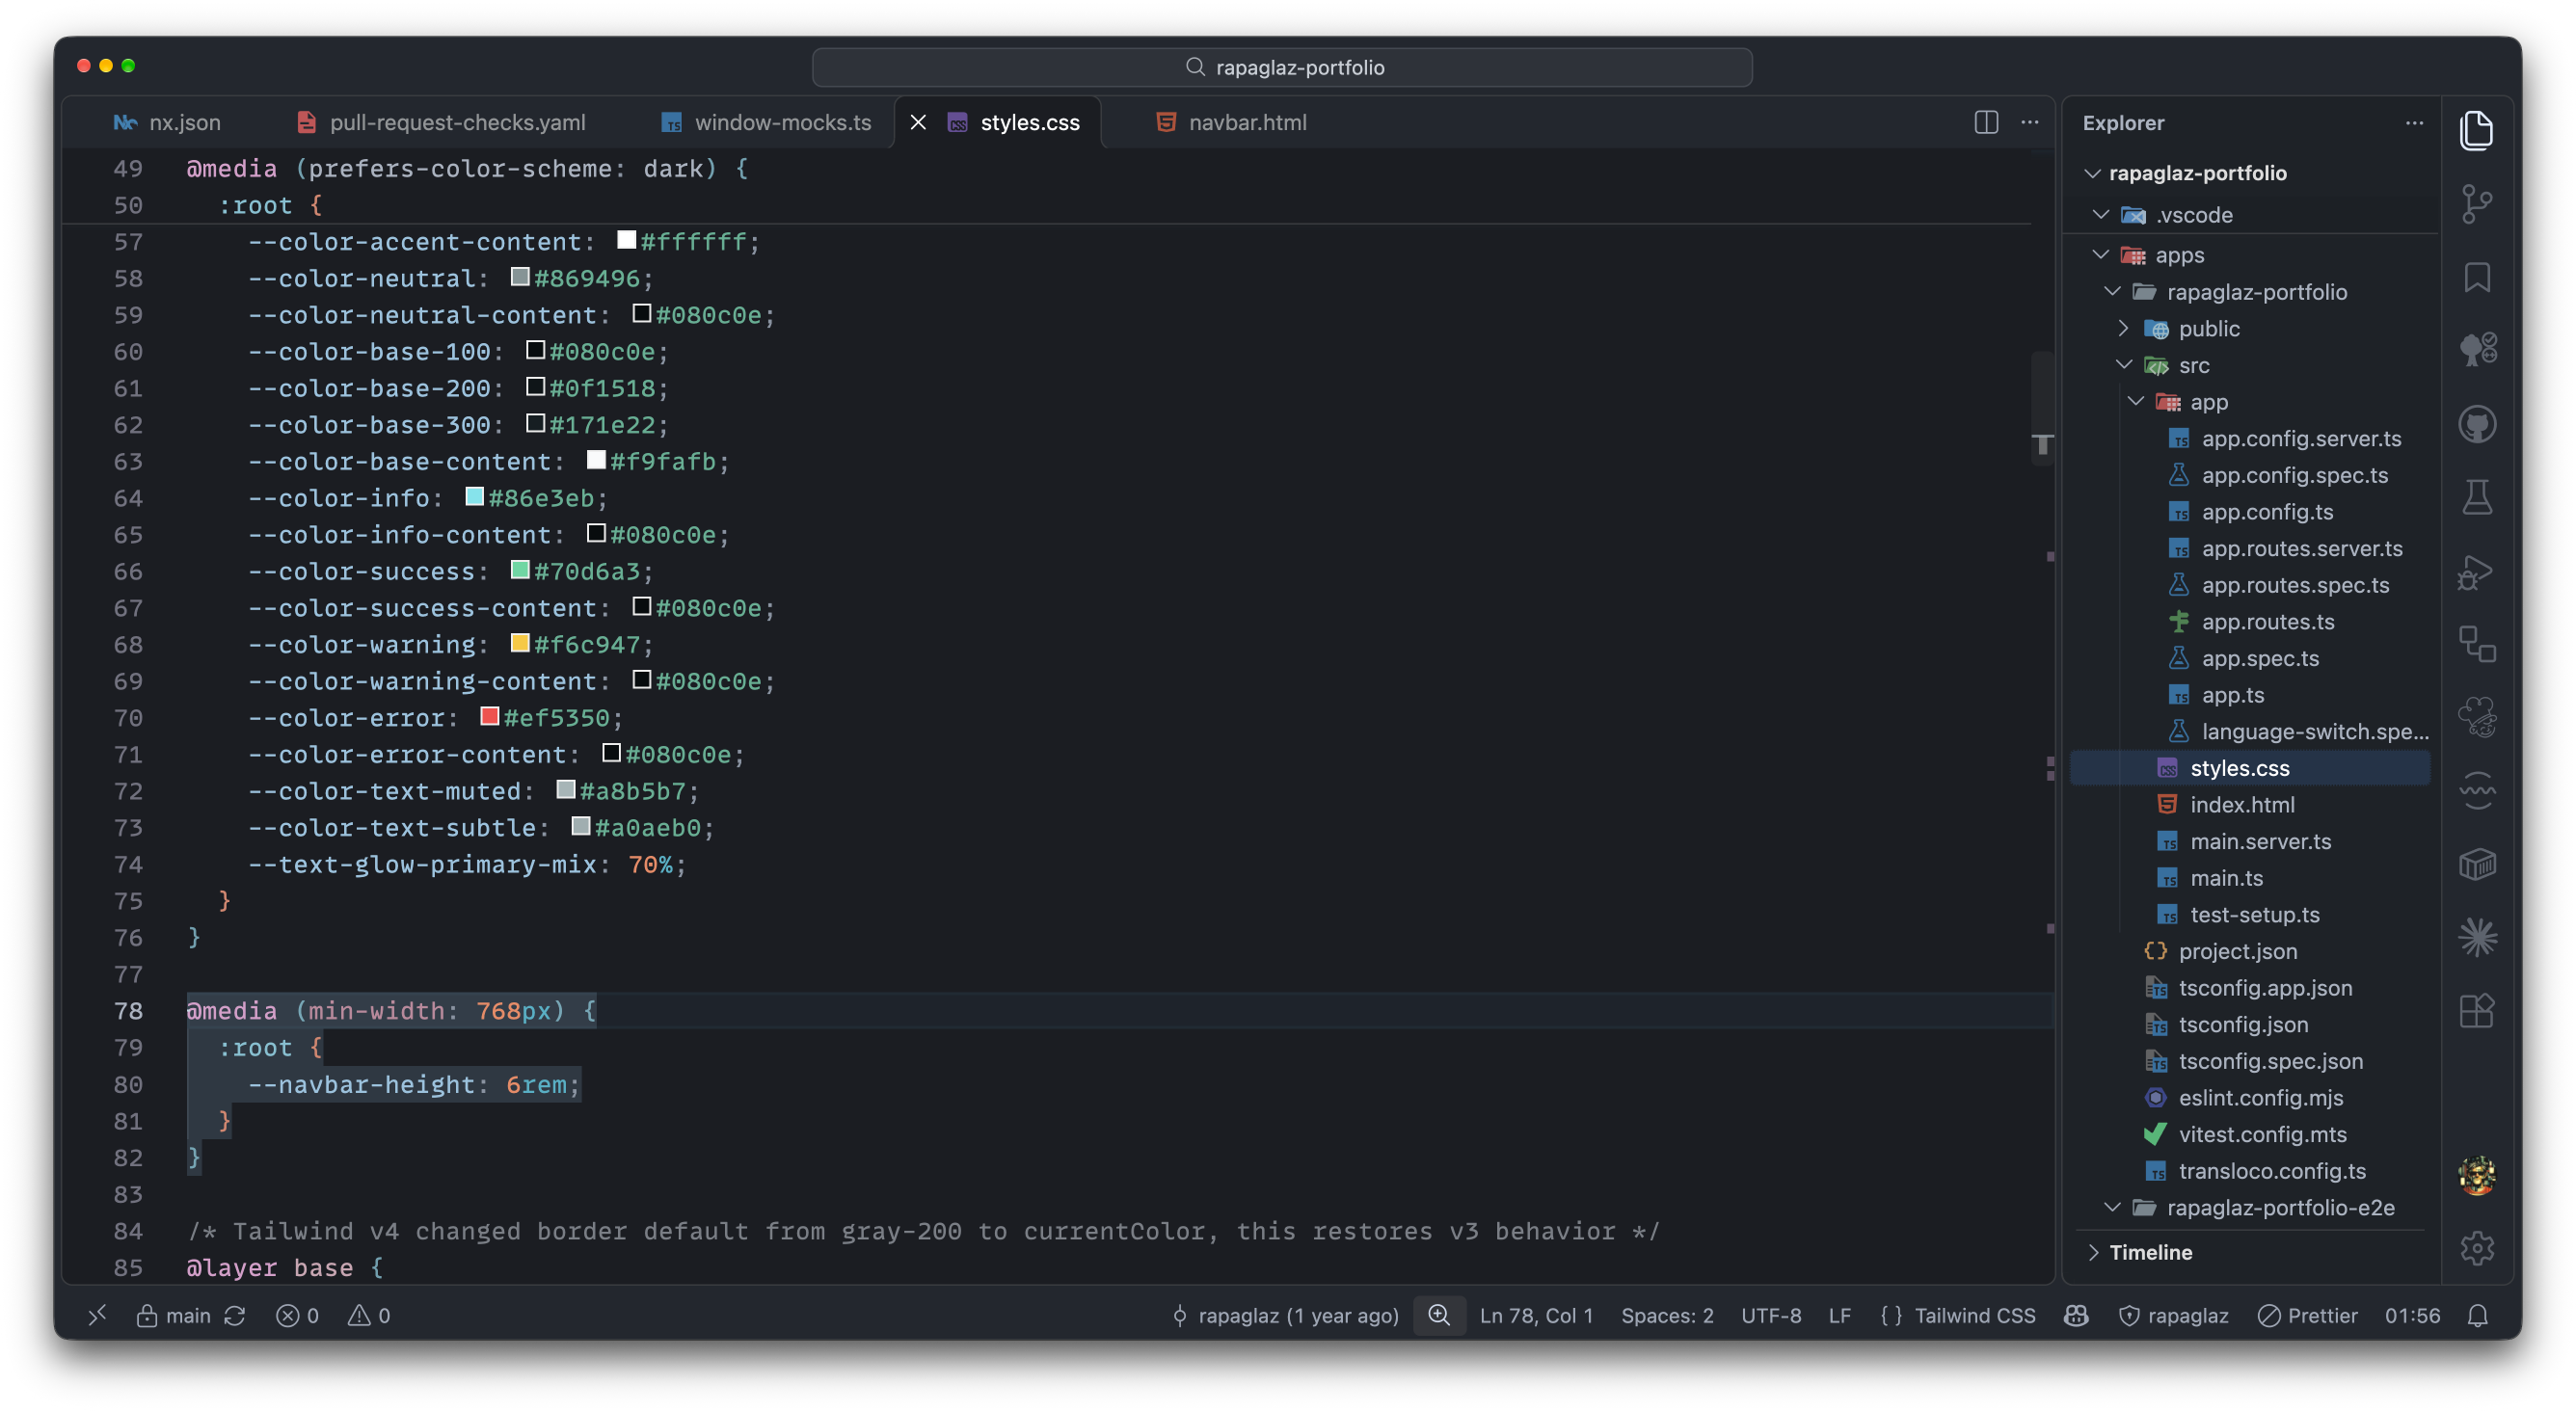 rapaglaz-portfolio
nx.json
pull-request-checks.yaml
TS window-mocks.ts
styles.css
navbar.html
49 @media (prefers-color-scheme: dark) {
50 :root {
57 --color-accent-content: #ffffff;
58 --color-neutral: #869496;
59 --color-neutral-content: #080c0e;
60 --color-base-100: #080c0e;
61 --color-base-200: #0f1518;
62 --color-base-300: #171e22;
63 --color-base-content: #f9fafb;
64 --color-info: #86e3eb;
65 --color-info-content: #080c0e;
66 --color-success: #70d6a3;
67 --color-success-content: #080c0e;
68 --color-warning: #f6c947;
69 --color-warning-content: #080c0e;
70 --color-error: #ef5350;
71 --color-error-content: #080c0e;
72 --color-text-muted: #a8b5b7;
73 --color-text-subtle: #a0aeb0;
74 --text-glow-primary-mix: 70%;
75 }
76 }
77
78 @media (min-width: 768px) {
79 :root {
80 --navbar-height: 6rem;
81 }
82 }
83
84 /* Tailwind v4 changed border default from gray-200 to currentColor, this restores v3 behavior */
85 @layer base {
Explorer
rapaglaz-portfolio
.vscode
apps
rapaglaz-portfolio
public
src
app
TS app.config.server.ts
app.config.spec.ts
TS app.config.ts
TS app.routes.server.ts
app.routes.spec.ts
app.routes.ts
app.spec.ts
TS app.ts
language-switch.spe...
styles.css
index.html
TS main.server.ts
TS main.ts
TS test-setup.ts
{} project.json
TS tsconfig.app.json
TS tsconfig.json
TS tsconfig.spec.json
eslint.config.mjs
vitest.config.mts
TS transloco.config.ts
rapaglaz-portfolio-e2e
Timeline
main 0 0 rapaglaz (1 year ago) Ln 78, Col 1 Spaces: 2 UTF-8 LF {} Tailwind CSS rapaglaz Prettier 01:56